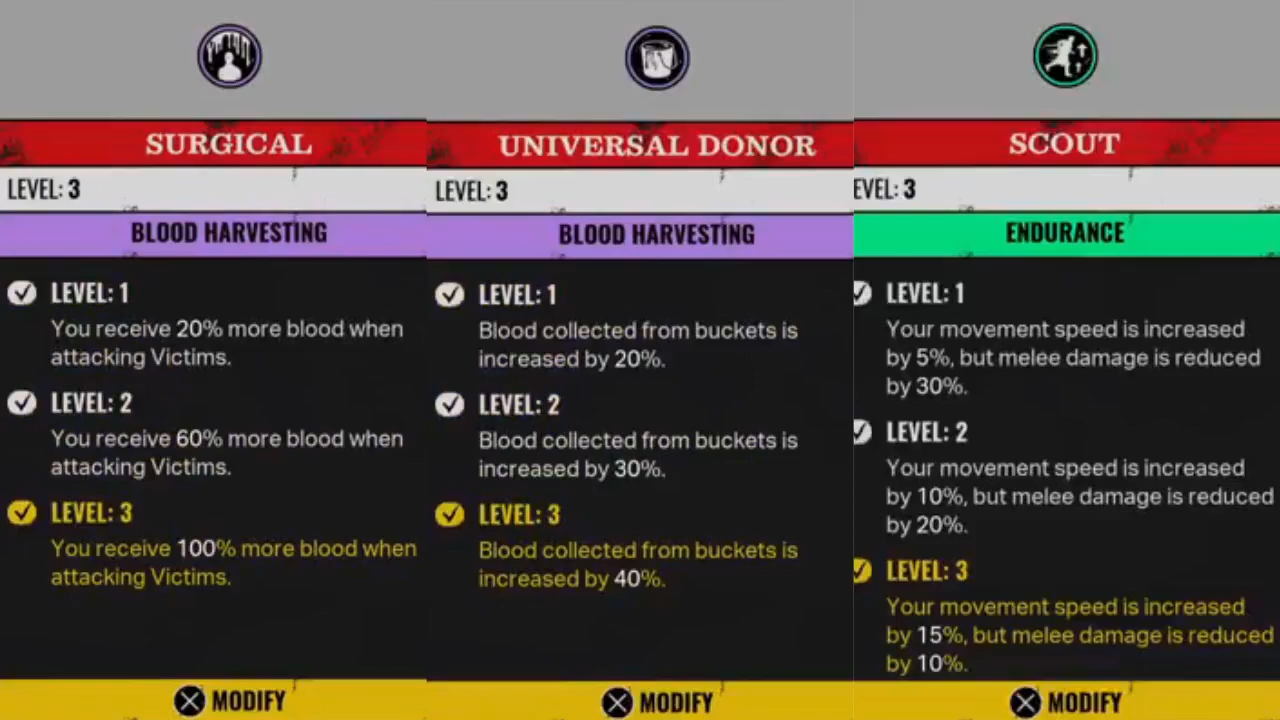 SURGICAL
LEVEL: 3
BLOOD HARVESTING
LEVEL: 1
You receive 20% more blood when
attacking Victims.
LEVEL: 2
You receive 60% more blood when
attacking Victims.
LEVEL: 3
You receive 100% more blood when
attacking Victims.
MODIFY
UNIVERSAL DONOR
LEVEL: 3
BLOOD HARVESTING
LEVEL: 1
Blood collected from buckets is
increased by 20%.
LEVEL: 2
Blood collected from buckets is
increased by 30%.
LEVEL: 3
Blood collected from buckets is
increased by 40%.
MODIFY
SCOUT
EVEL: 3
ENDURANCE
LEVEL: 1
Your movement speed is increased
by 5%, but melee damage is reduced
by 30%.
LEVEL: 2
Your movement speed is increased
by 10%, but melee damage is reduced
by 20%.
LEVEL: 3
Your movement speed is increased
by 15%, but melee damage is reduced
by 10%.
MODIFY